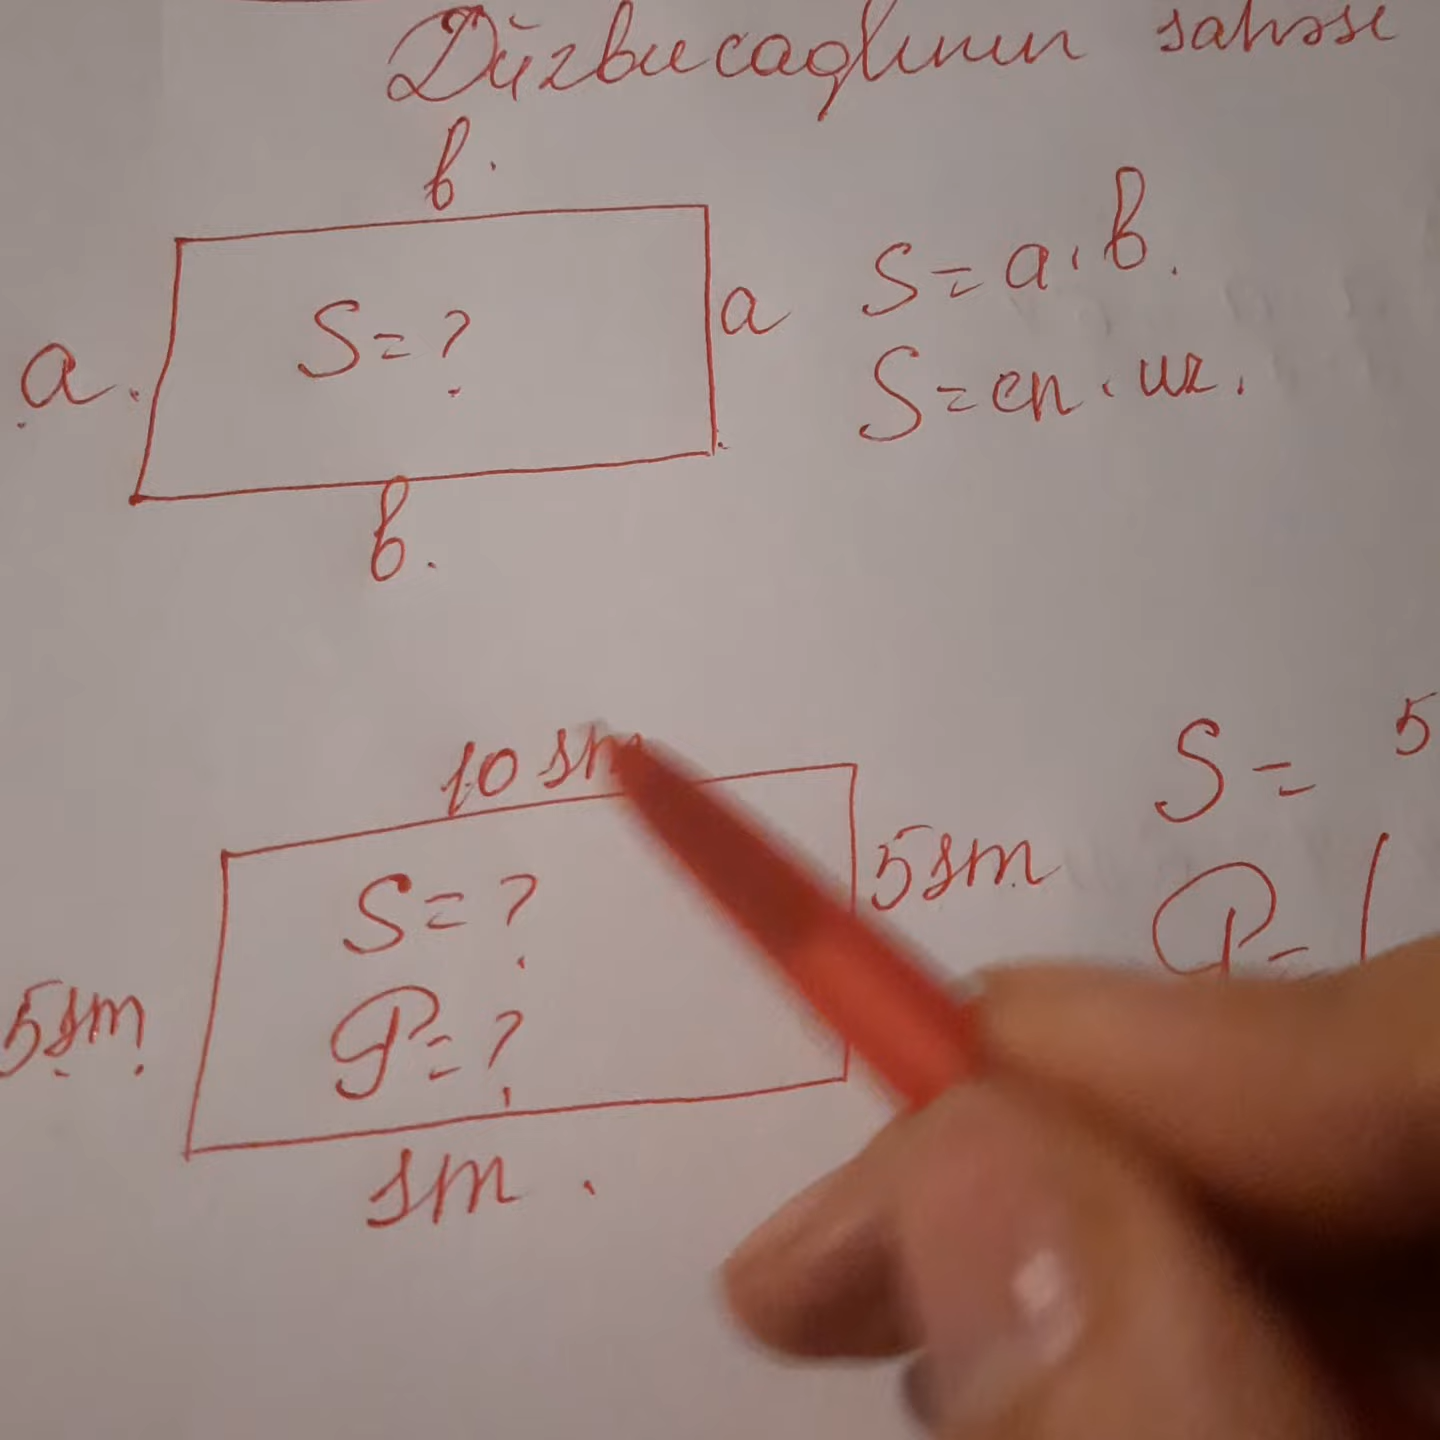 Düzbucaqlının sahəsi
b.
S = a · b.
a. S = ? a
S = en · uz.
b.
10 sm
S = 5
5 sm
S = ?
P = (
5 sm.
P = ?
sm.